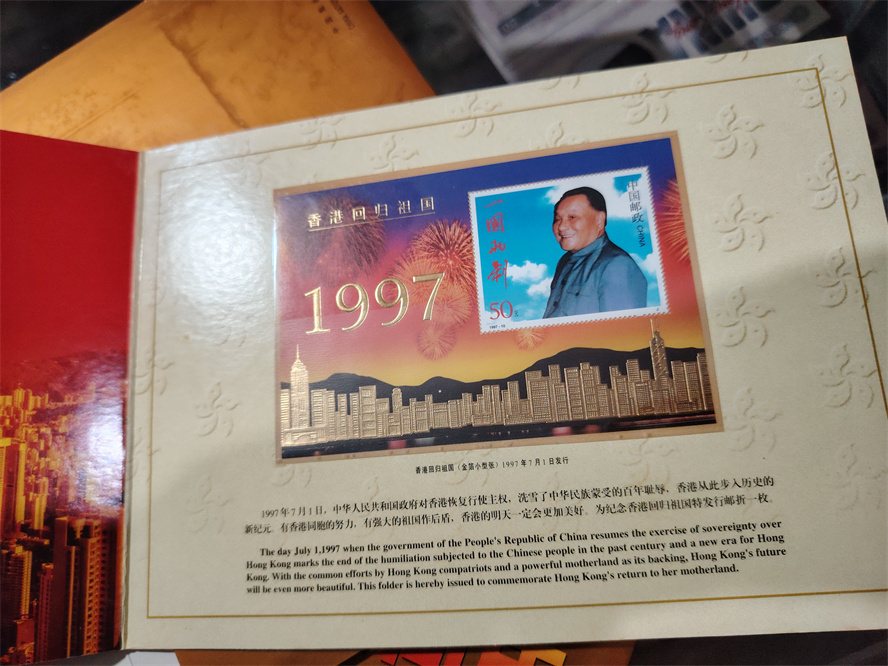 香港回归祖国
1997
一国两制
中国邮政 CHINA
50元
香港回归祖国（金箔小型张）1997年7月1日发行
1997年7月1日，中华人民共和国政府对香港恢复行使主权，洗雪了中华民族蒙受的百年耻辱，香港从此步入历史的
新纪元。有香港同胞的努力，有强大的祖国作后盾，香港的明天一定会更加美好。为纪念香港回归祖国特发行邮折一枚。
The day July 1,1997 when the government of the People's Republic of China resumes the exercise of sovereignty over
Hong Kong marks the end of the humiliation subjected to the Chinese people in the past century and a new era for Hong
Kong. With the common efforts by Hong Kong compatriots and a powerful motherland as its backing, Hong Kong's future
will be even more beautiful. This folder is hereby issued to commemorate Hong Kong's return to her motherland.